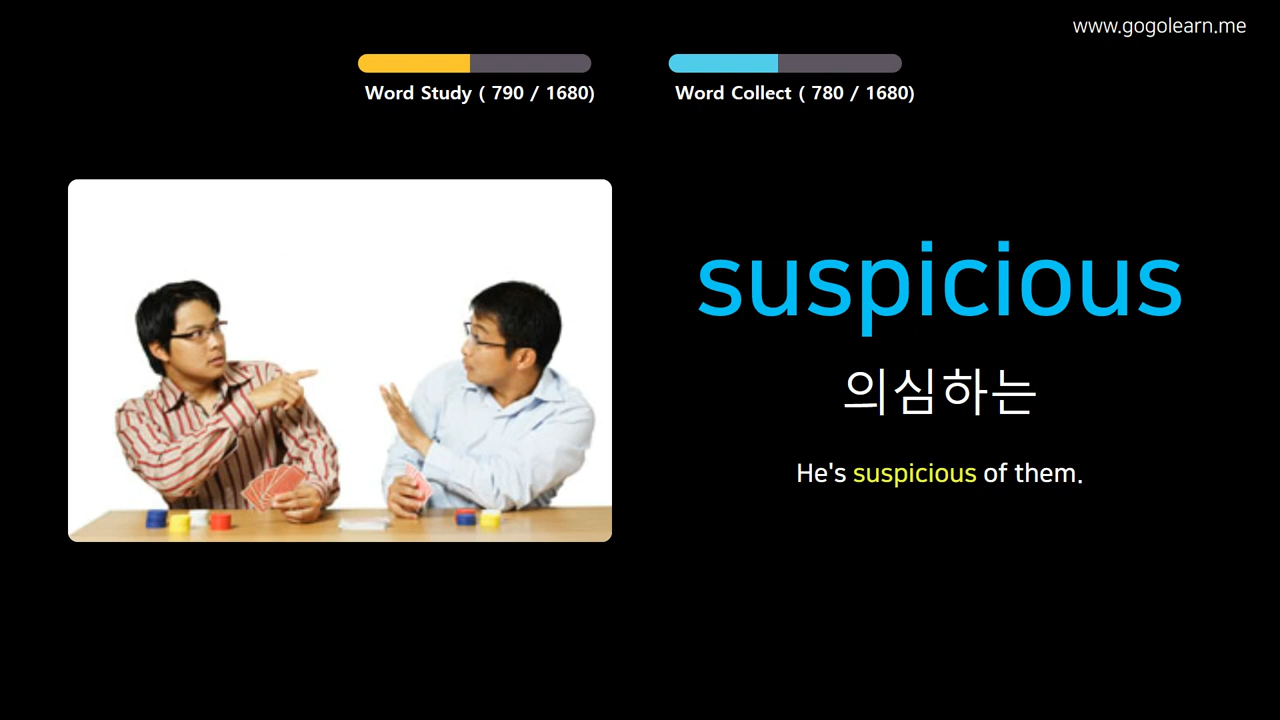 www.gogolearn.me
Word Study ( 790 / 1680)
Word Collect ( 780 / 1680)
suspicious
의심하는
He's suspicious of them.